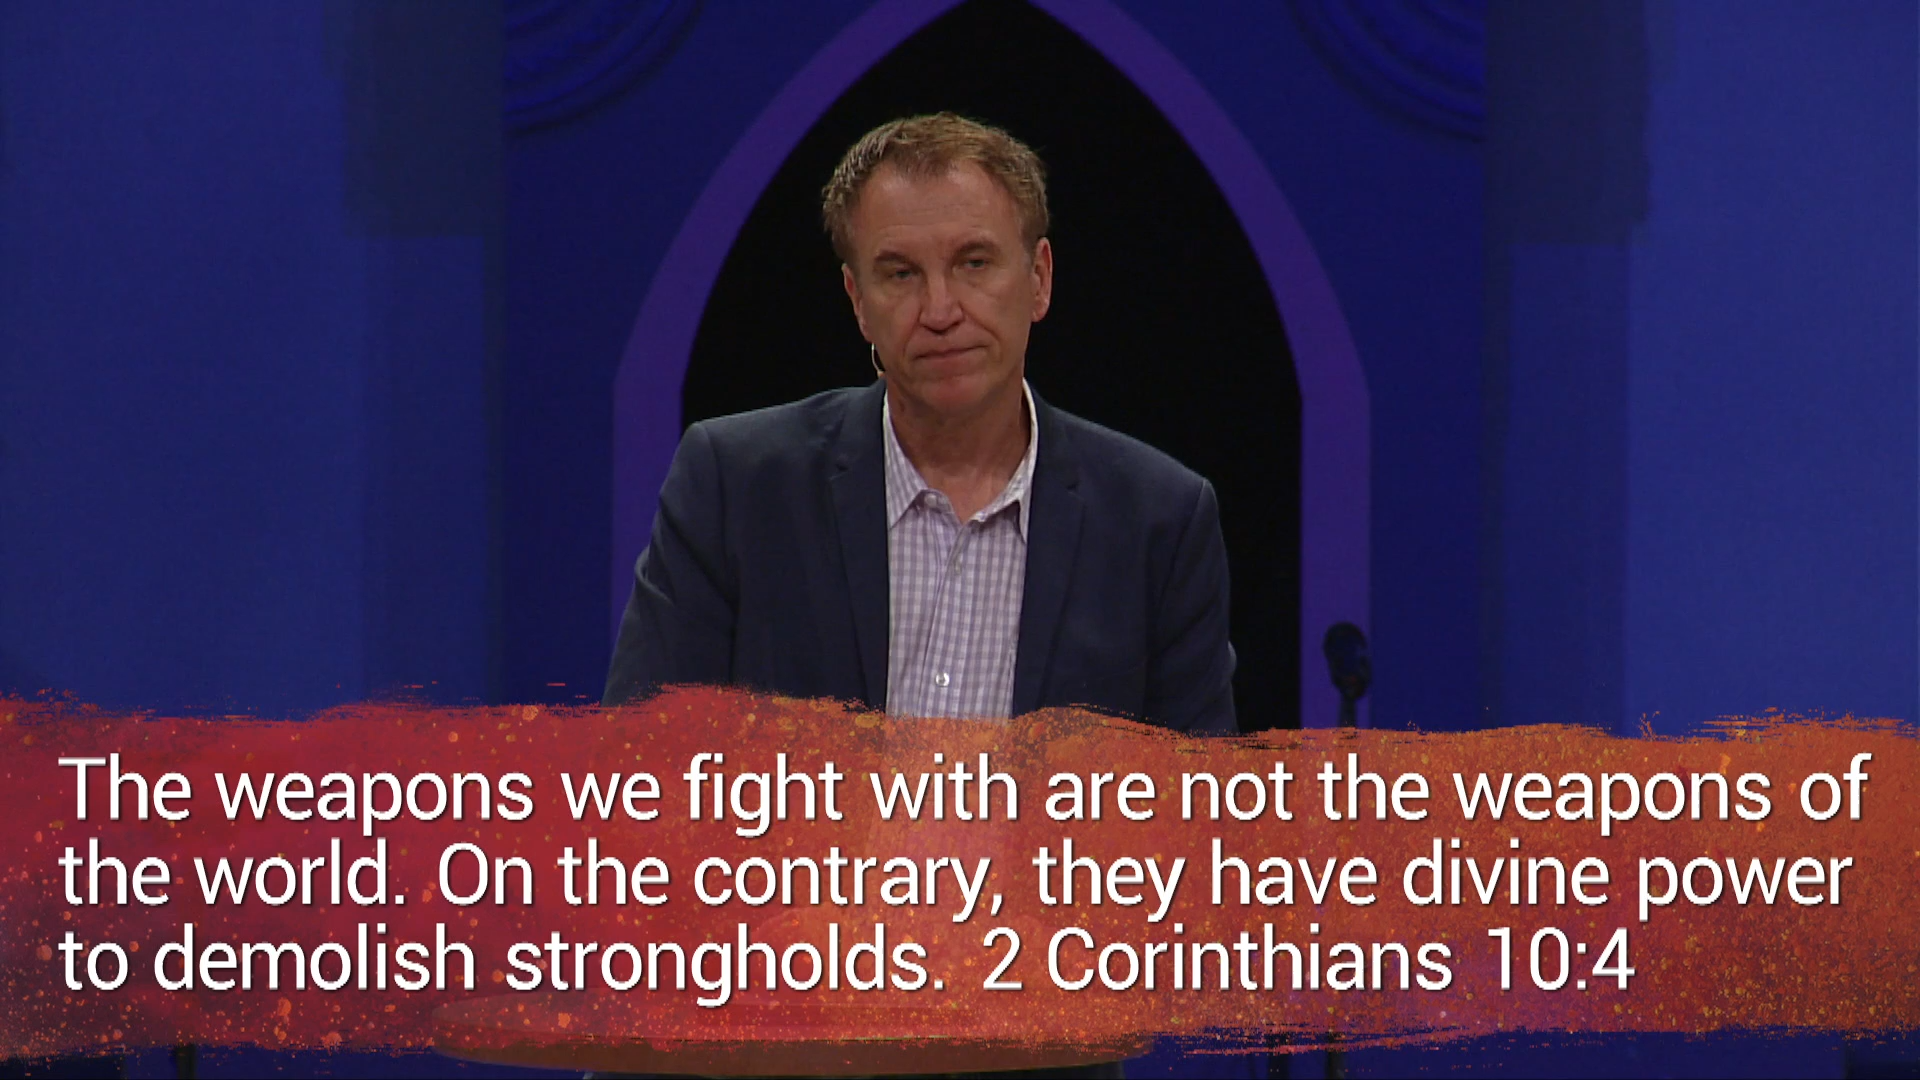 The weapons we fight with are not the weapons of
the world. On the contrary, they have divine power
to demolish strongholds. 2 Corinthians 10:4